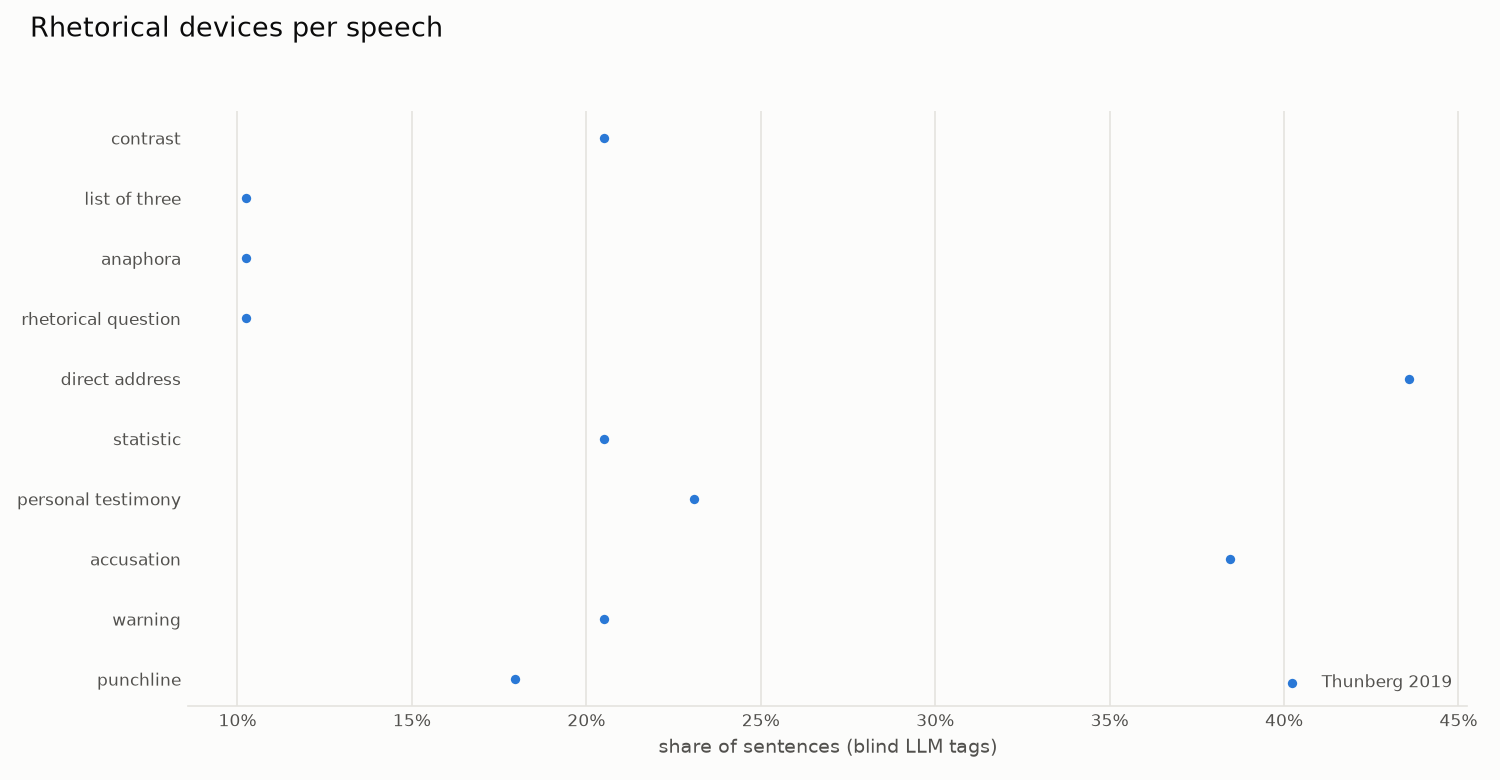 Rhetorical devices per speech
contrast
list of three
anaphora
rhetorical question
direct address
statistic
personal testimony
accusation
warning
punchline
Thunberg 2019
10% 15% 20% 25% 30% 35% 40% 45%
share of sentences (blind LLM tags)